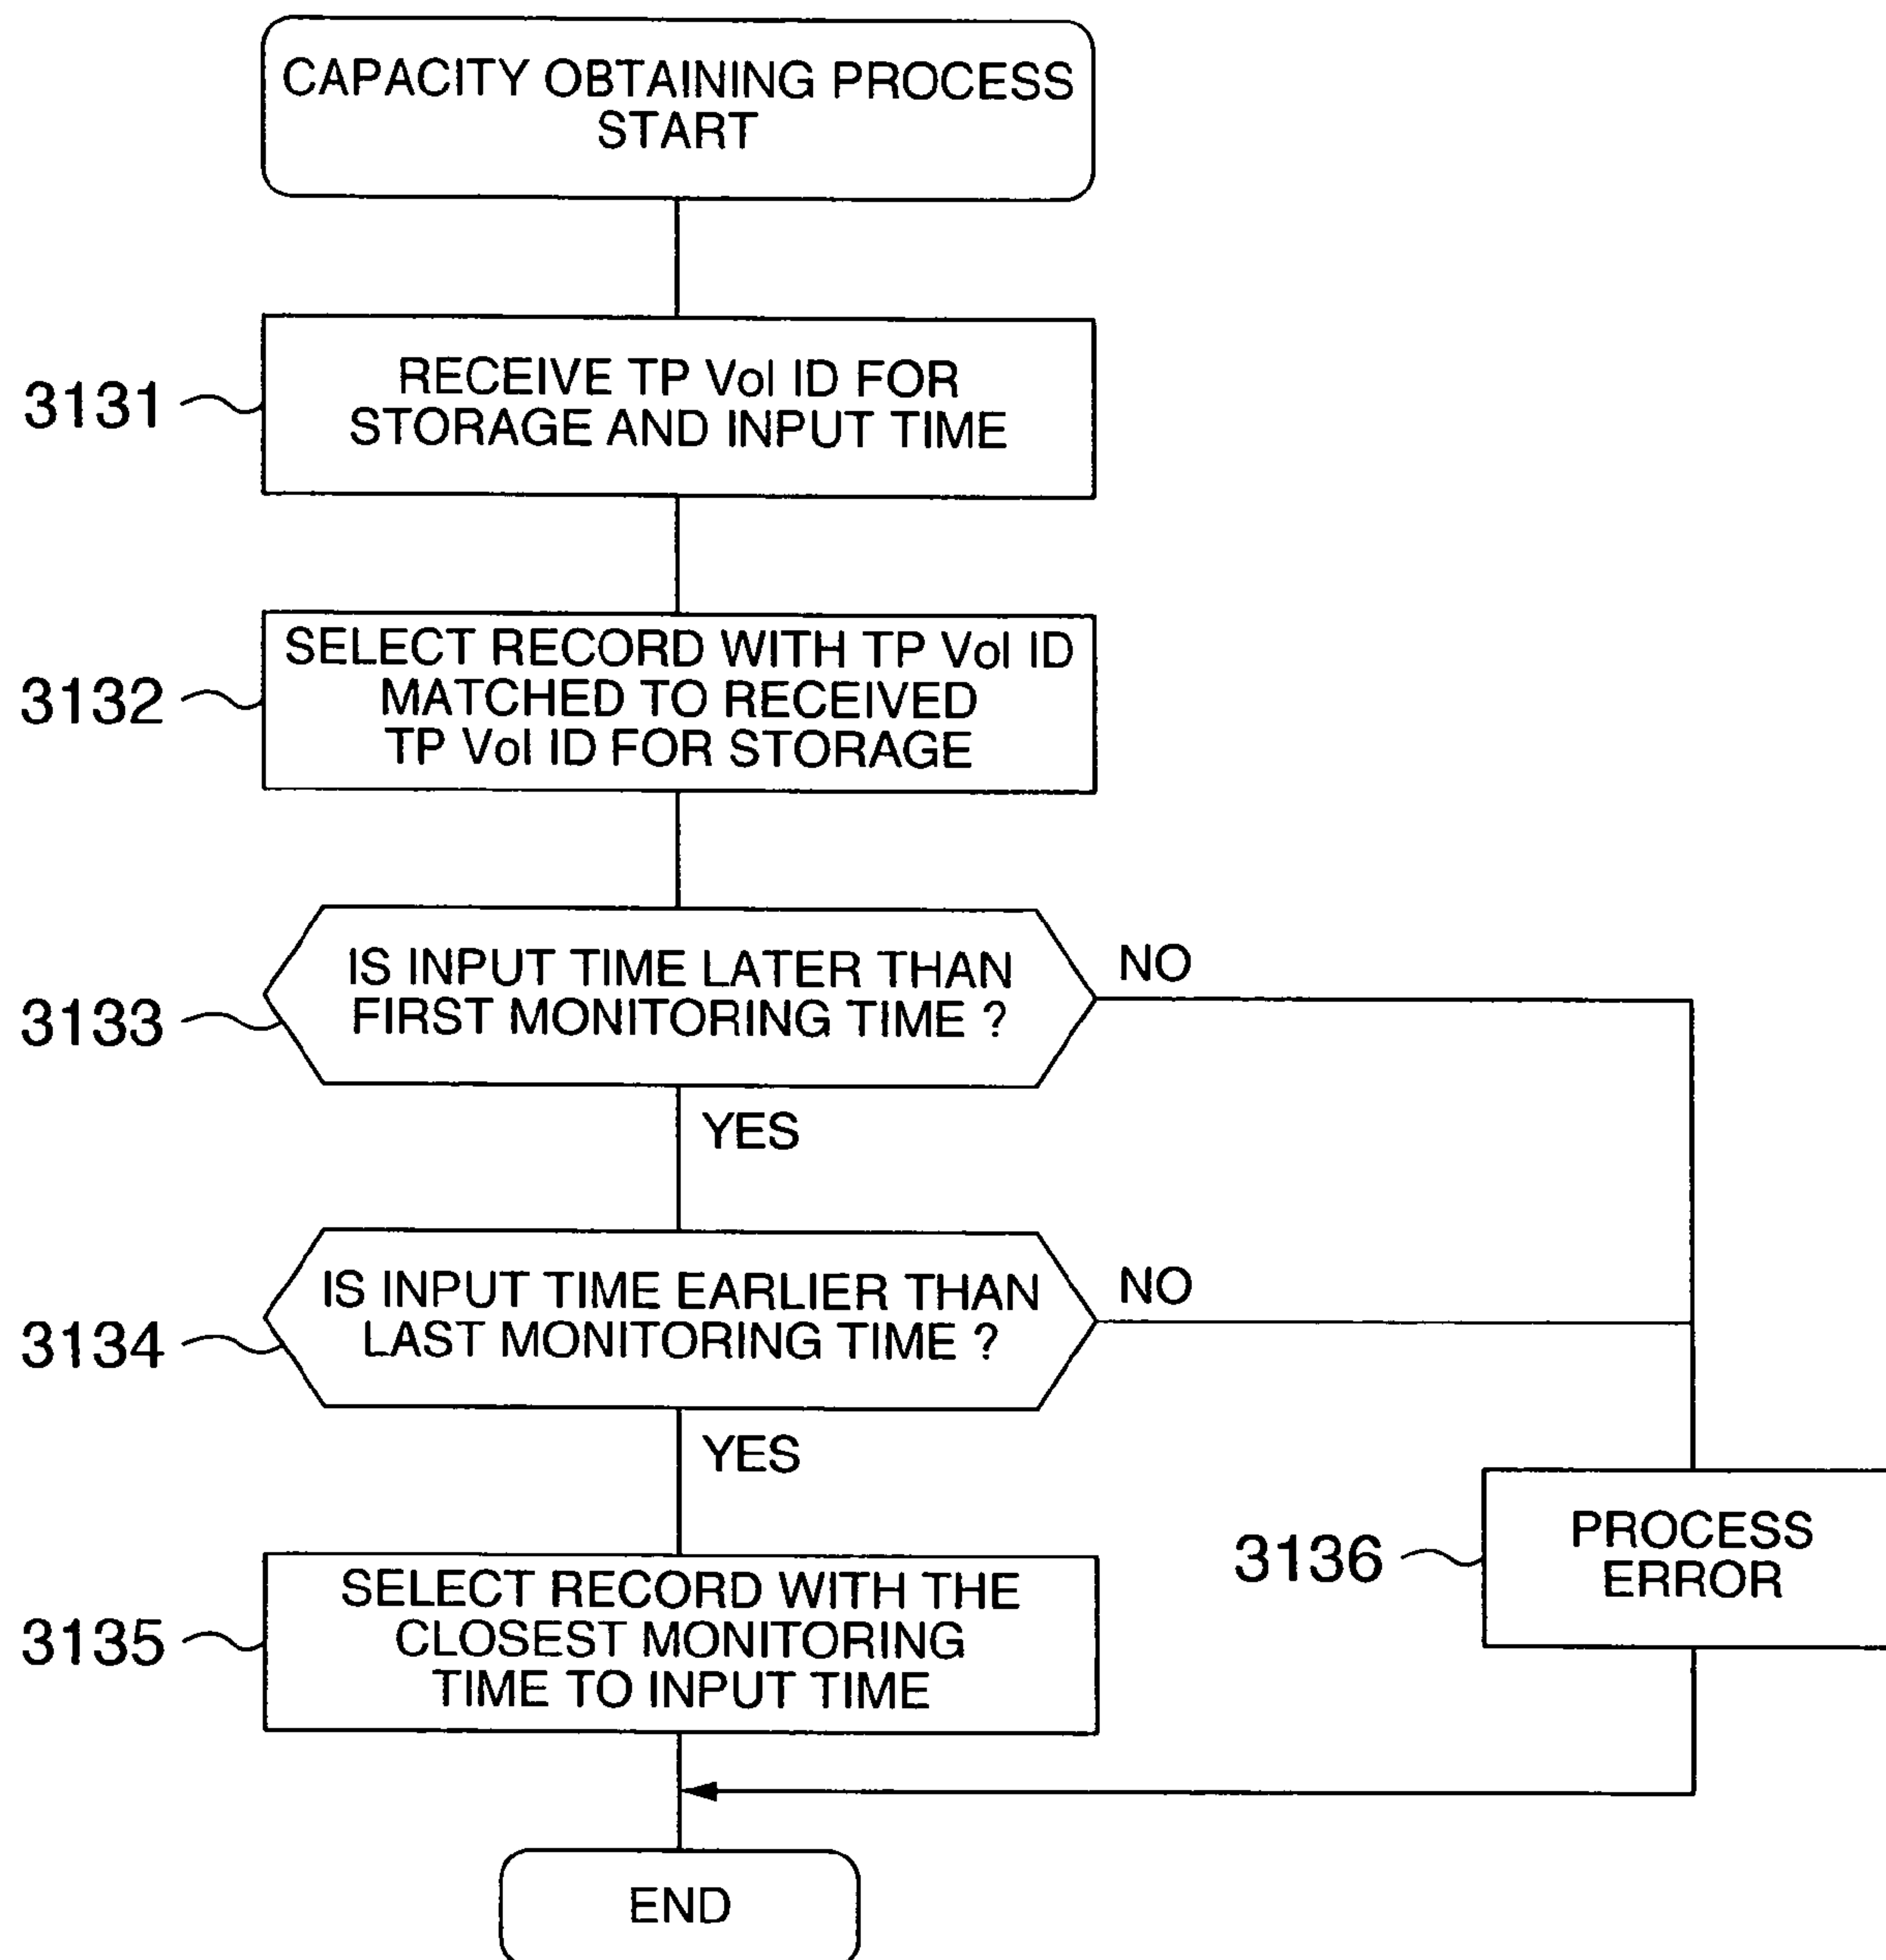 CAPACITY OBTAINING PROCESS
START
3131
RECEIVE TP Vol ID FOR
STORAGE AND INPUT TIME
3132
SELECT RECORD WITH TP Vol ID
MATCHED TO RECEIVED
TP Vol ID FOR STORAGE
3133
IS INPUT TIME LATER THAN
FIRST MONITORING TIME ?
NO
YES
3134
IS INPUT TIME EARLIER THAN
LAST MONITORING TIME ?
NO
YES
3136
PROCESS
ERROR
3135
SELECT RECORD WITH THE
CLOSEST MONITORING
TIME TO INPUT TIME
END